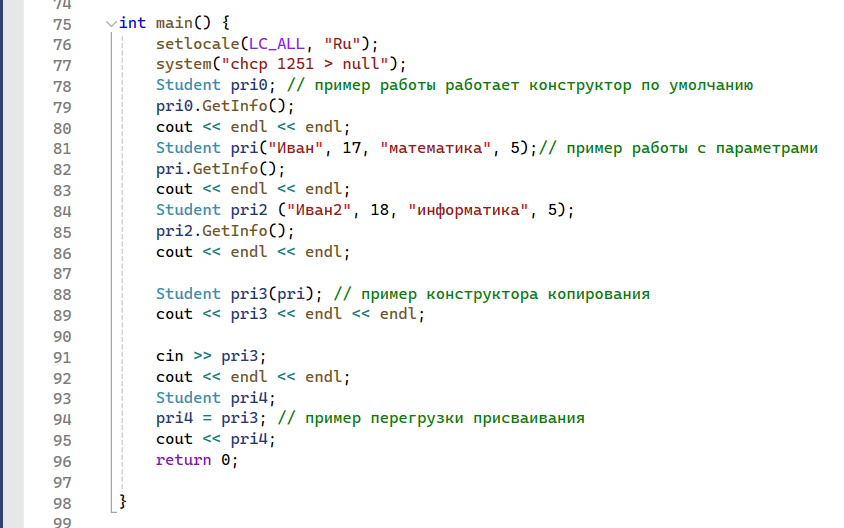 74
75 int main() {
76 setlocale(LC_ALL, "Ru");
77 system("chcp 1251 > null");
78 Student pri0; // пример работы работает конструктор по умолчанию
79 pri0.GetInfo();
80 cout << endl << endl;
81 Student pri("Иван", 17, "математика", 5);// пример работы с параметрами
82 pri.GetInfo();
83 cout << endl << endl;
84 Student pri2 ("Иван2", 18, "информатика", 5);
85 pri2.GetInfo();
86 cout << endl << endl;
87
88 Student pri3(pri); // пример конструктора копирования
89 cout << pri3 << endl << endl;
90
91 cin >> pri3;
92 cout << endl << endl;
93 Student pri4;
94 pri4 = pri3; // пример перегрузки присваивания
95 cout << pri4;
96 return 0;
97
98 }
99